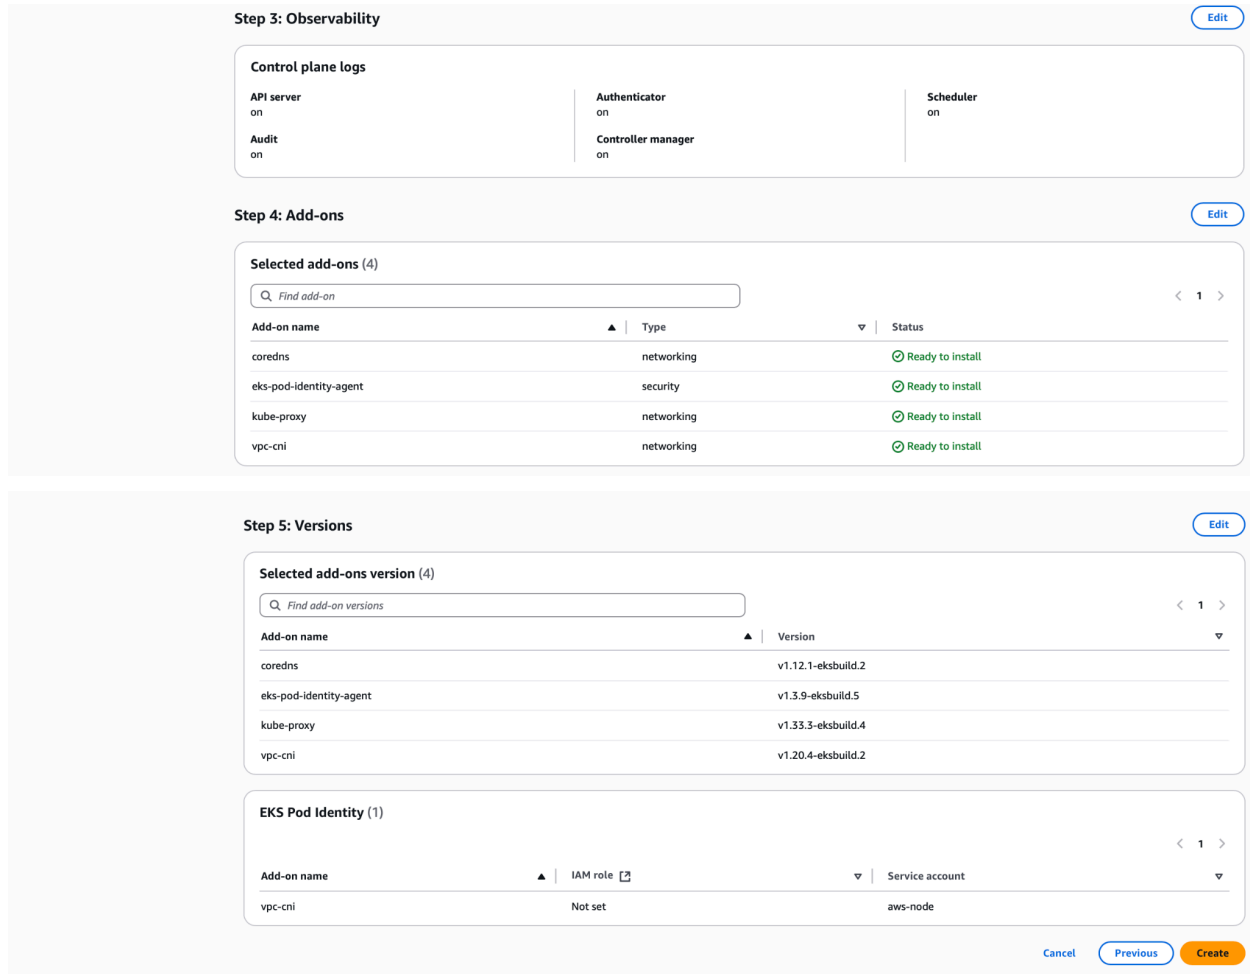 Step 3: Observability
Edit
Control plane logs
API server
on
Authenticator
on
Scheduler
on
Audit
on
Controller manager
on
Step 4: Add-ons
Edit
Selected add-ons (4)
Find add-on
1
Add-on name Type Status
coredns networking Ready to install
eks-pod-identity-agent security Ready to install
kube-proxy networking Ready to install
vpc-cni networking Ready to install
Step 5: Versions
Edit
Selected add-ons version (4)
Find add-on versions
1
Add-on name Version
coredns v1.12.1-eksbuild.2
eks-pod-identity-agent v1.3.9-eksbuild.5
kube-proxy v1.33.3-eksbuild.4
vpc-cni v1.20.4-eksbuild.2
EKS Pod Identity (1)
1
Add-on name IAM role Service account
vpc-cni Not set aws-node
Cancel Previous Create